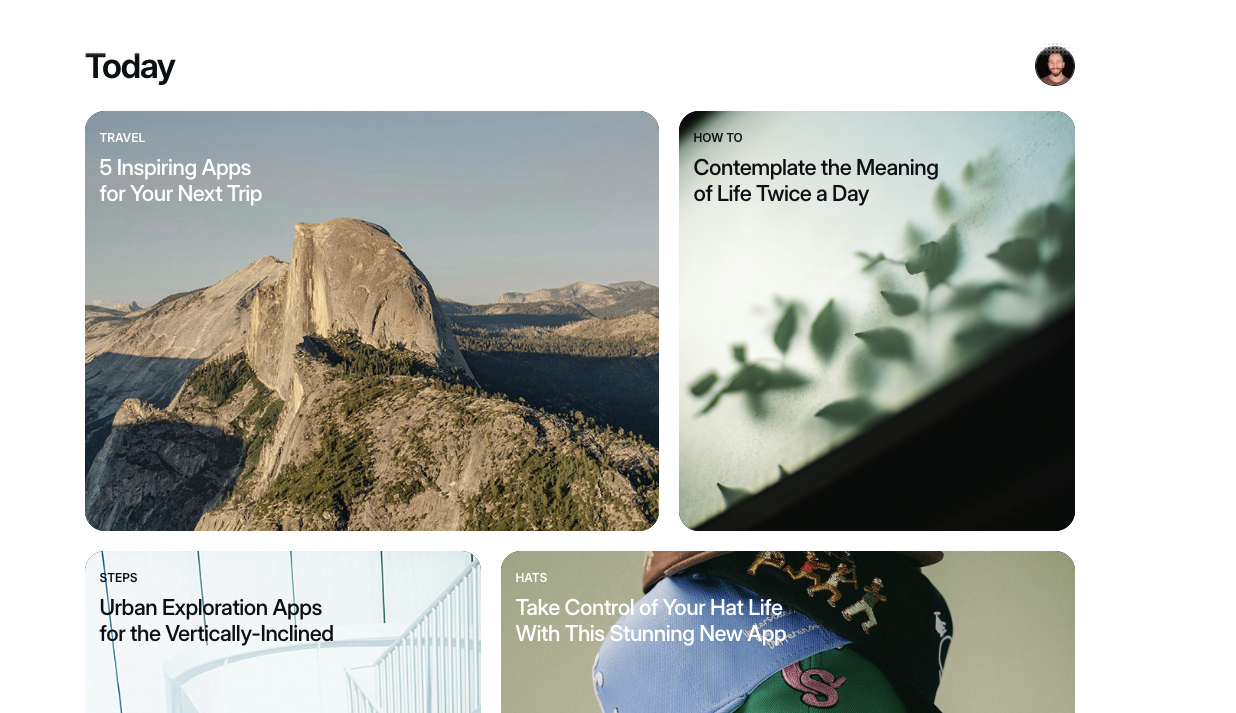 Today
TRAVEL
5 Inspiring Apps
for Your Next Trip
HOW TO
Contemplate the Meaning
of Life Twice a Day
STEPS
Urban Exploration Apps
for the Vertically-Inclined
HATS
Take Control of Your Hat Life
With This Stunning New App
S